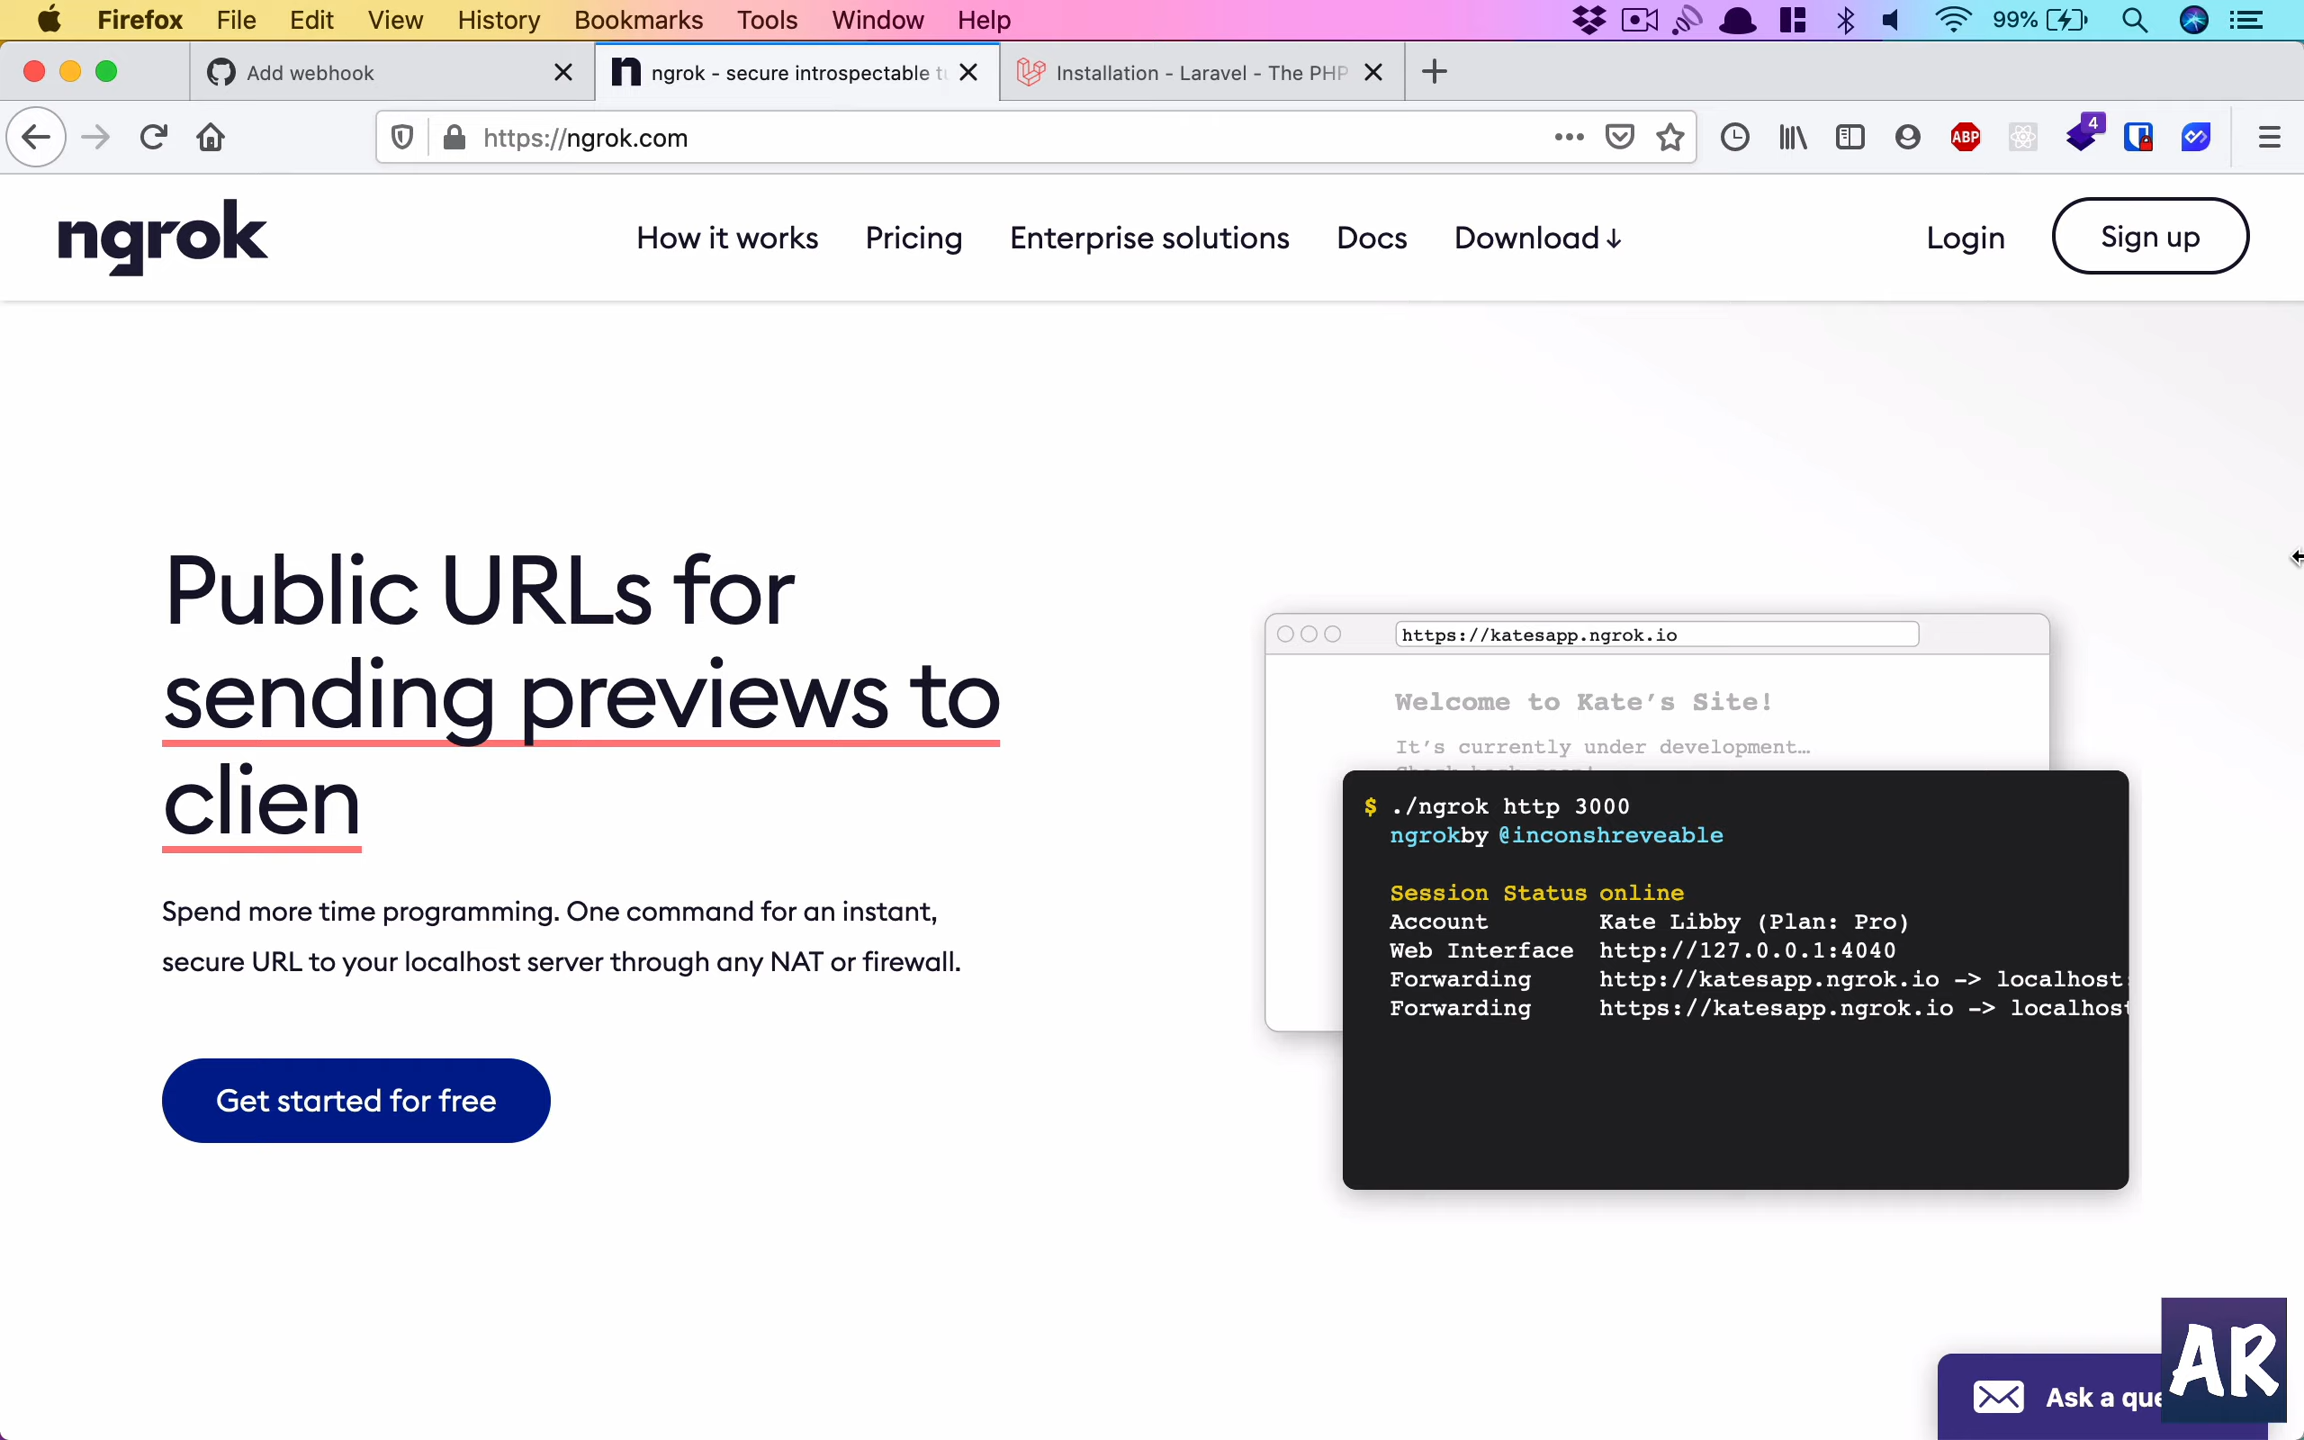 Firefox File Edit View History Bookmarks Tools Window Help 99%
Add webhook
ngrok - secure introspectable tu
Installation - Laravel - The PHP
https://ngrok.com
ABP
4
ngrok
How it works Pricing Enterprise solutions Docs Download↓ Login Sign up
Public URLs for
sending previews to
clien
Spend more time programming. One command for an instant,
secure URL to your localhost server through any NAT or firewall.
Get started for free
https://katesapp.ngrok.io
Welcome to Kate’s Site!
It’s currently under development…
$ ./ngrok http 3000
ngrokby @inconshreveable
Session Status online
Account Kate Libby (Plan: Pro)
Web Interface http://127.0.0.1:4040
Forwarding http://katesapp.ngrok.io -> localhost:
Forwarding https://katesapp.ngrok.io -> localhost
Ask a que
AR